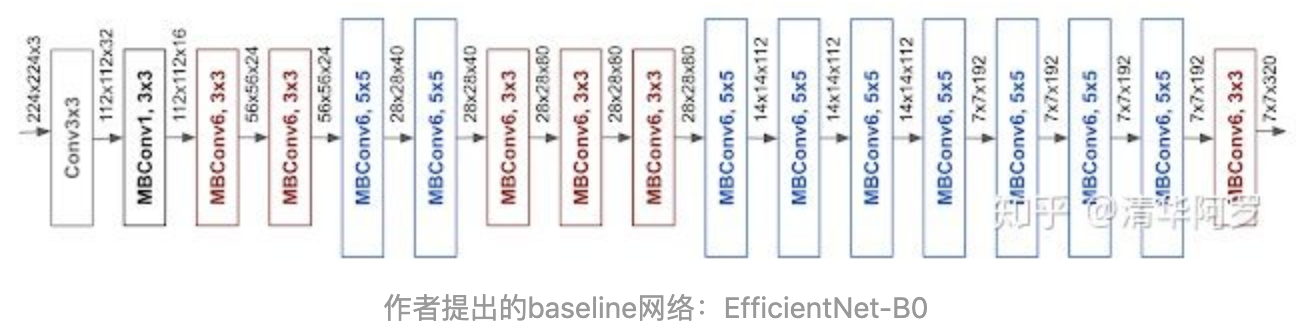 224x224x3
Conv3x3
112x112x32
MBConv1, 3x3
112x112x16
MBConv6, 3x3
56x56x24
MBConv6, 3x3
56x56x24
MBConv6, 5x5
28x28x40
MBConv6, 5x5
28x28x40
MBConv6, 3x3
28x28x80
MBConv6, 3x3
28x28x80
MBConv6, 3x3
28x28x80
MBConv6, 5x5
14x14x112
MBConv6, 5x5
14x14x112
MBConv6, 5x5
14x14x112
MBConv6, 5x5
7x7x192
MBConv6, 5x5
7x7x192
MBConv6, 5x5
7x7x192
MBConv6, 5x5
7x7x192
MBConv6, 3x3
7x7x320
知乎 @清华阿罗
作者提出的baseline网络：EfficientNet-B0